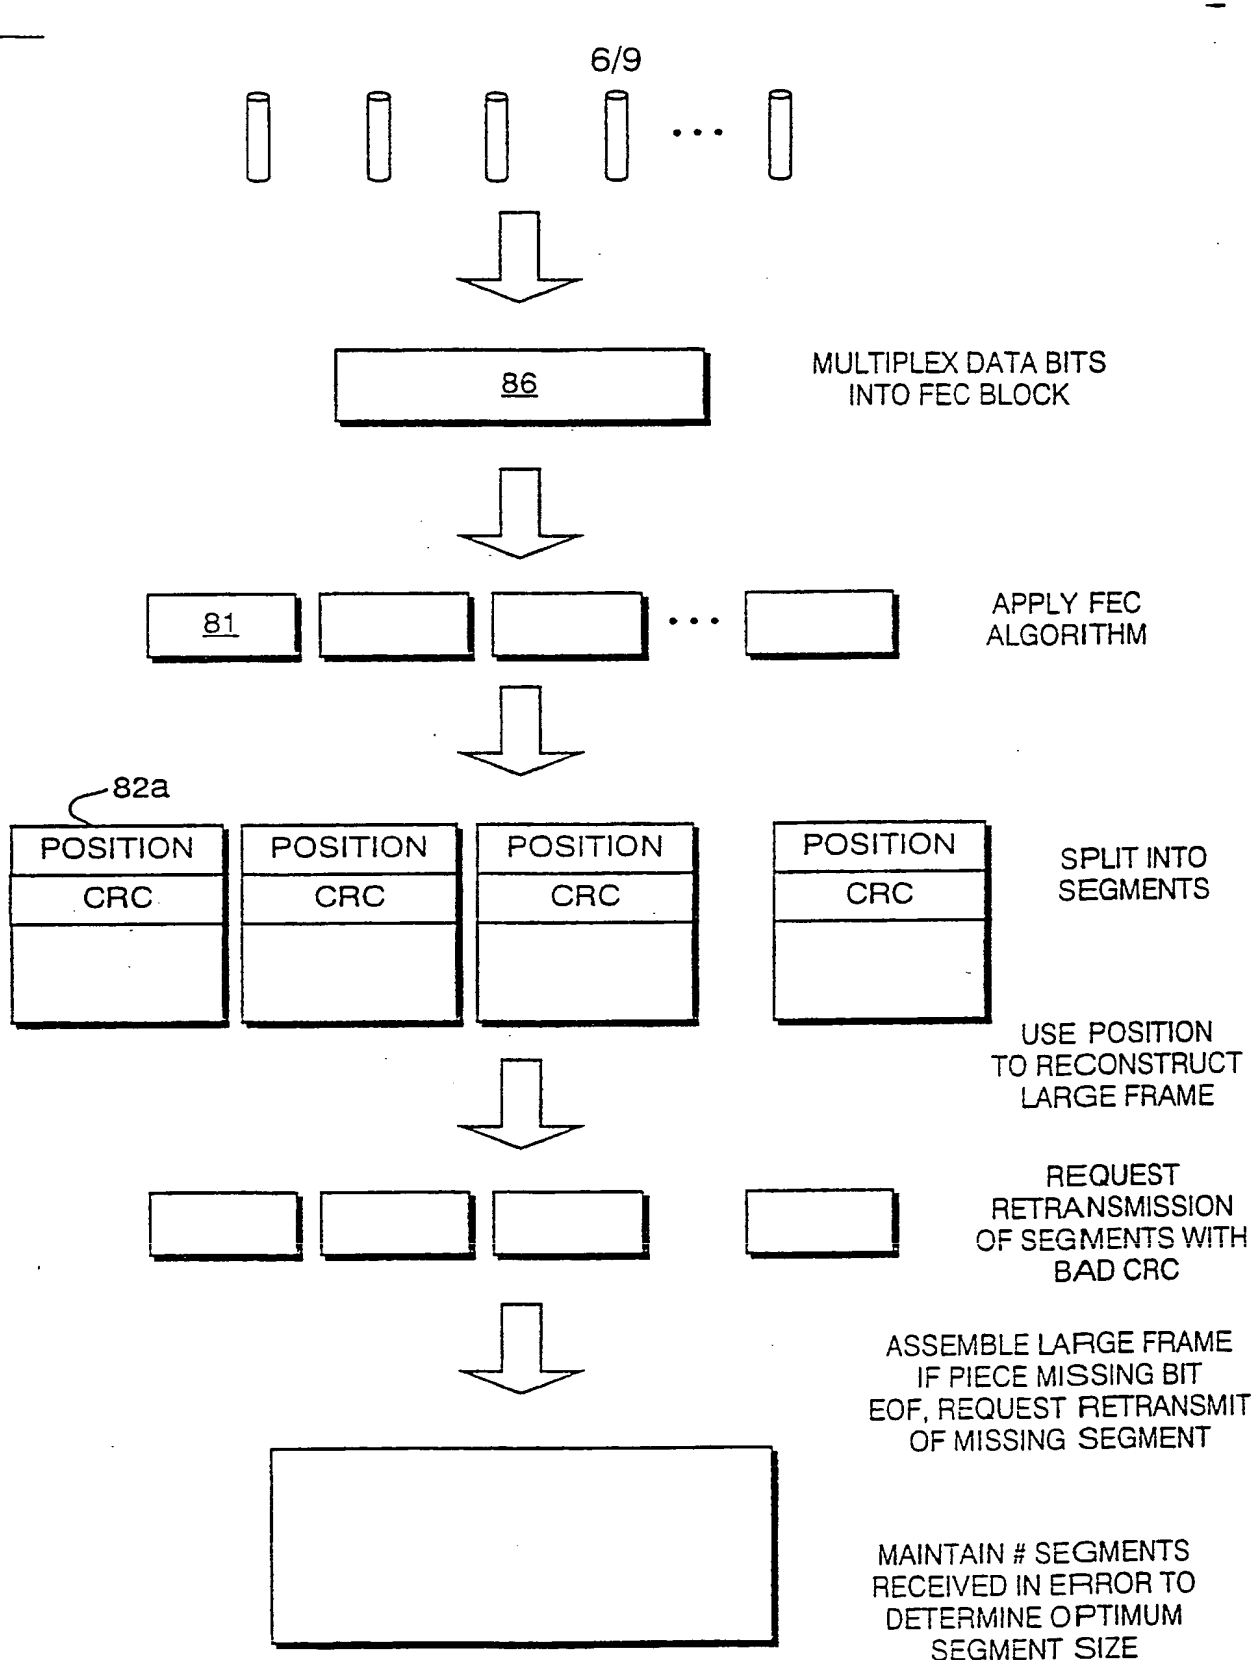 6/9
86
MULTIPLEX DATA BITS
INTO FEC BLOCK
81
APPLY FEC
ALGORITHM
82a
POSITION
CRC
POSITION
CRC
POSITION
CRC
POSITION
CRC
SPLIT INTO
SEGMENTS
USE POSITION
TO RECONSTRUCT
LARGE FRAME
REQUEST
RETRANSMISSION
OF SEGMENTS WITH
BAD CRC
ASSEMBLE LARGE FRAME
IF PIECE MISSING BIT
EOF, REQUEST RETRANSMIT
OF MISSING SEGMENT
MAINTAIN # SEGMENTS
RECEIVED IN ERROR TO
DETERMINE OPTIMUM
SEGMENT SIZE